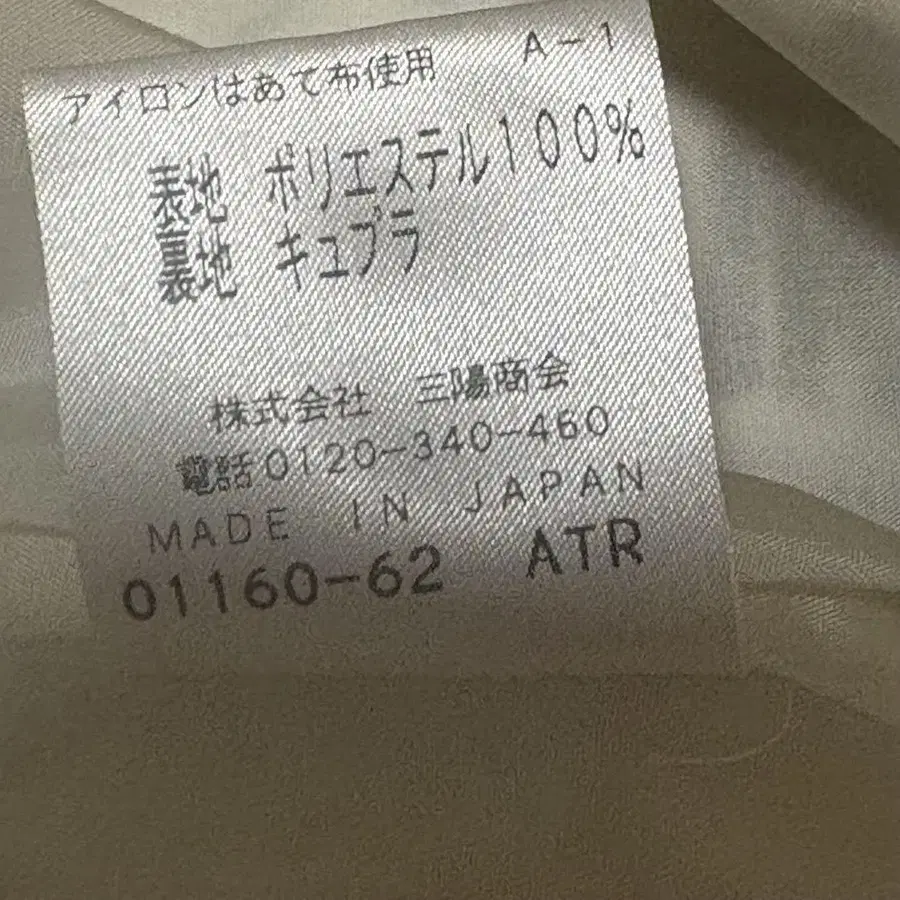 アイロンはあて布使用 A－1
表地 ポリエステル100%
裏地 キュプラ
株式会社 三陽商会
電話0120-340-460
MADE IN JAPAN
01160-62 ATR